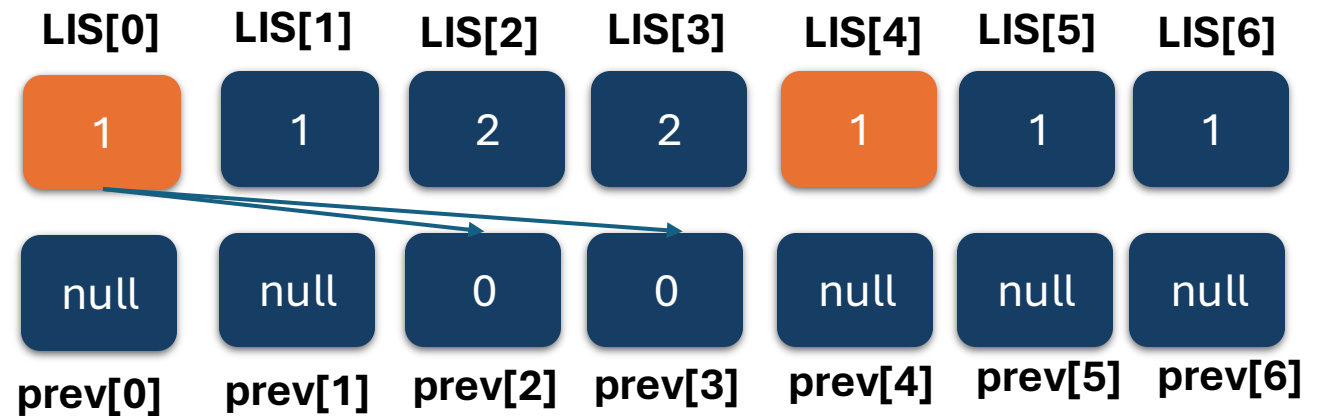 LIS[0] LIS[1] LIS[2] LIS[3] LIS[4] LIS[5] LIS[6]
1 1 2 2 1 1 1
null null 0 0 null null null
prev[0] prev[1] prev[2] prev[3] prev[4] prev[5] prev[6]